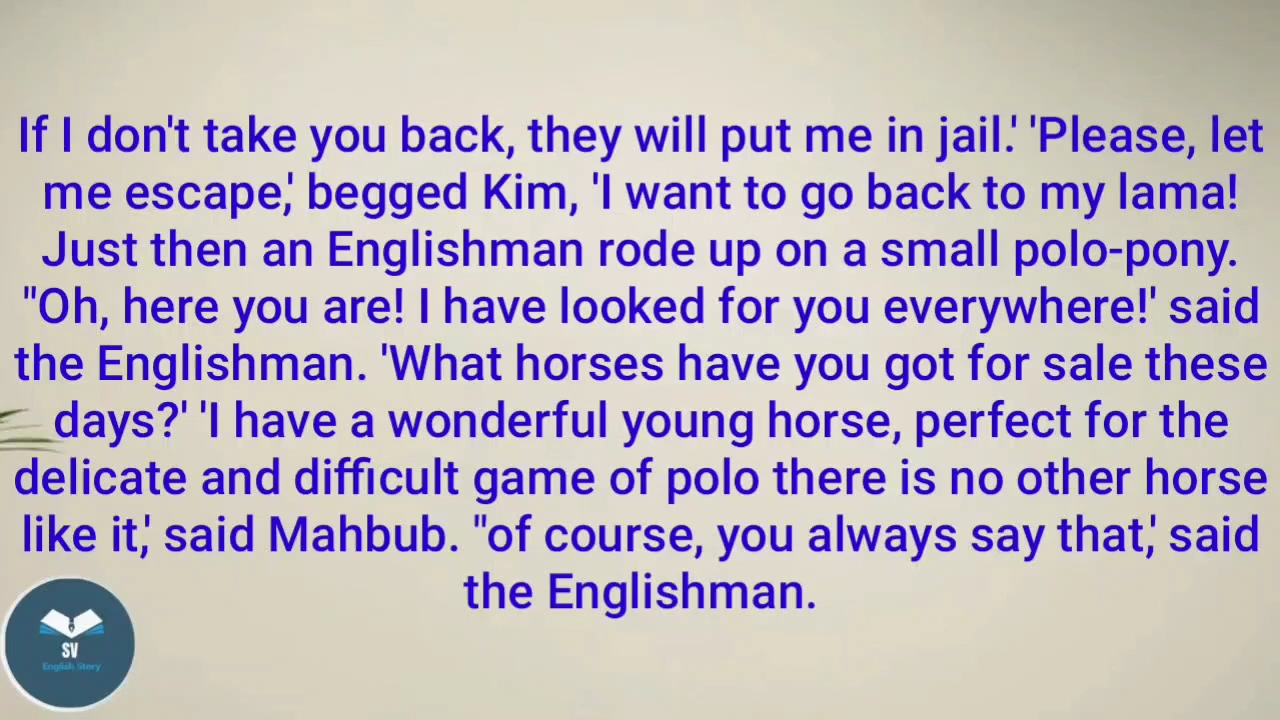 If I don't take you back, they will put me in jail.' 'Please, let
me escape,' begged Kim, 'I want to go back to my lama!
Just then an Englishman rode up on a small polo-pony.
"Oh, here you are! I have looked for you everywhere!' said
the Englishman. 'What horses have you got for sale these
days?' 'I have a wonderful young horse, perfect for the
delicate and difficult game of polo there is no other horse
like it,' said Mahbub. "of course, you always say that,' said
the Englishman.
SV
English Story